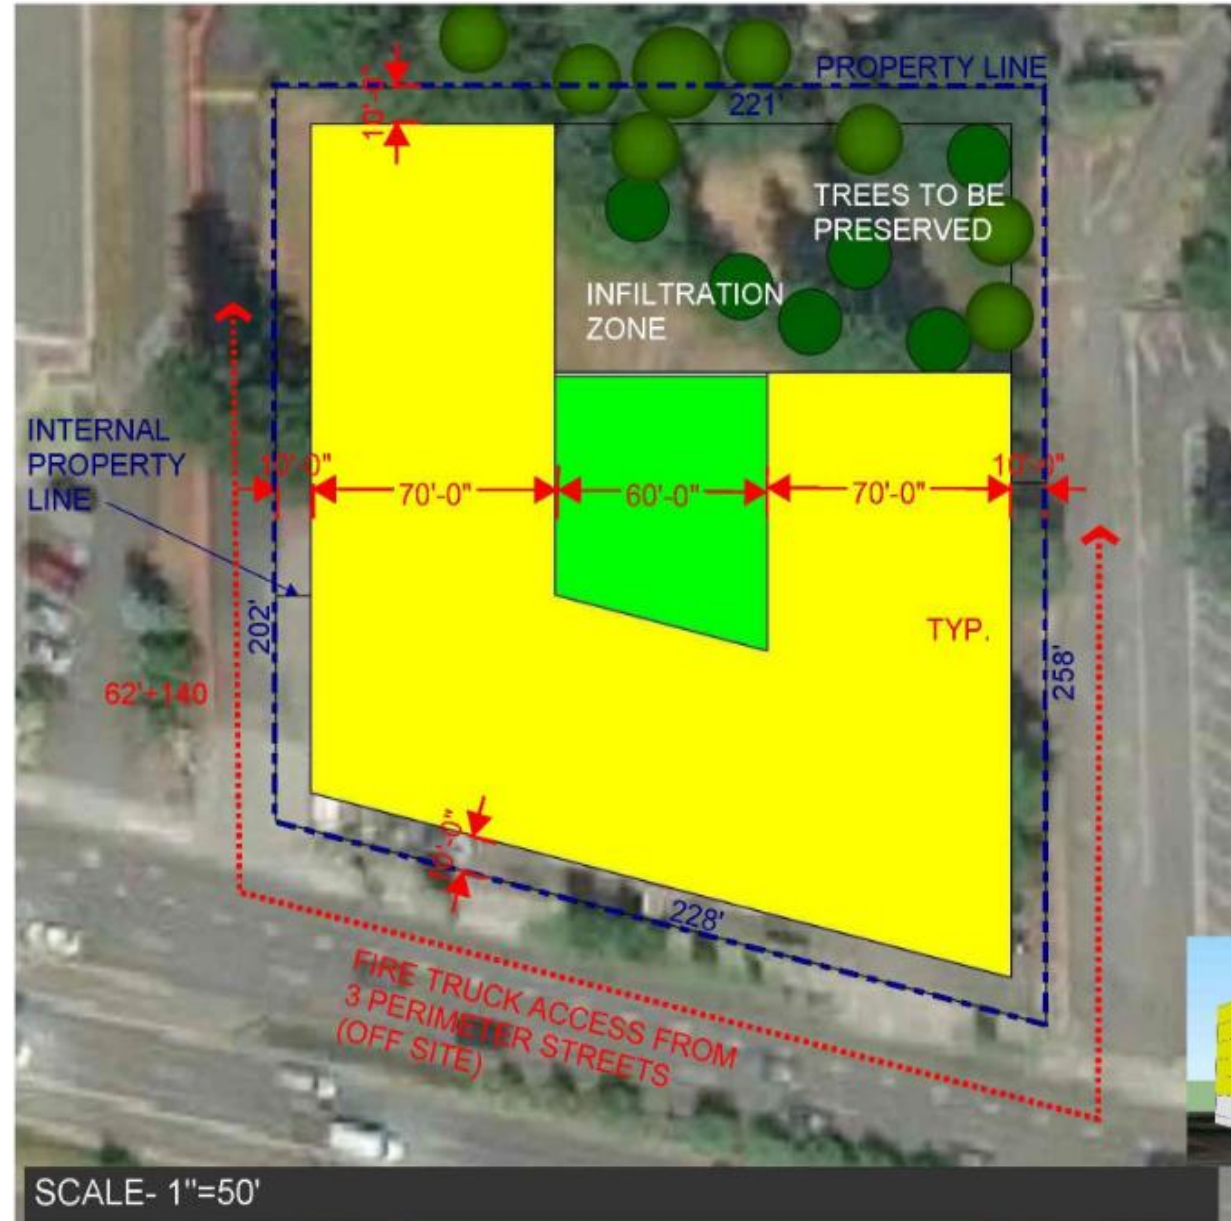 PROPERTY LINE
221'
10'-0"
TREES TO BE
PRESERVED
INFILTRATION
ZONE
INTERNAL
PROPERTY
LINE
10'-0"
70'-0"
60'-0"
70'-0"
10'-0"
202'
TYP.
258'
62'+140
10'-0"
228'
FIRE TRUCK ACCESS FROM
3 PERIMETER STREETS
(OFF SITE)
SCALE- 1"=50'